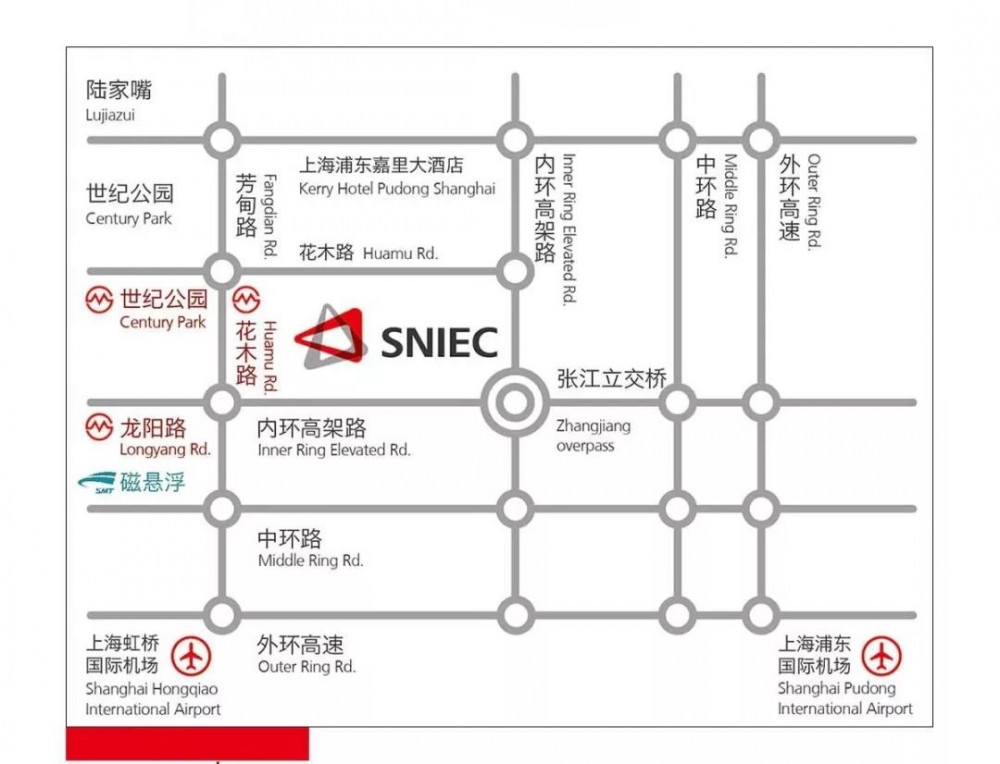 陆家嘴
Lujiazui
世纪公园
Century Park
芳甸路
Fangdian Rd.
上海浦东嘉里大酒店
Kerry Hotel Pudong Shanghai
花木路 Huamu Rd.
内环高架路
Inner Ring Elevated Rd.
中环路
Middle Ring Rd.
外环高速
Outer Ring Rd.
世纪公园
Century Park
花木路
Huamu Rd.
SNIEC
张江立交桥
Zhangjiang
overpass
龙阳路
Longyang Rd.
SMT 磁悬浮
内环高架路
Inner Ring Elevated Rd.
中环路
Middle Ring Rd.
上海虹桥
国际机场
Shanghai Hongqiao
International Airport
外环高速
Outer Ring Rd.
上海浦东
国际机场
Shanghai Pudong
International Airport